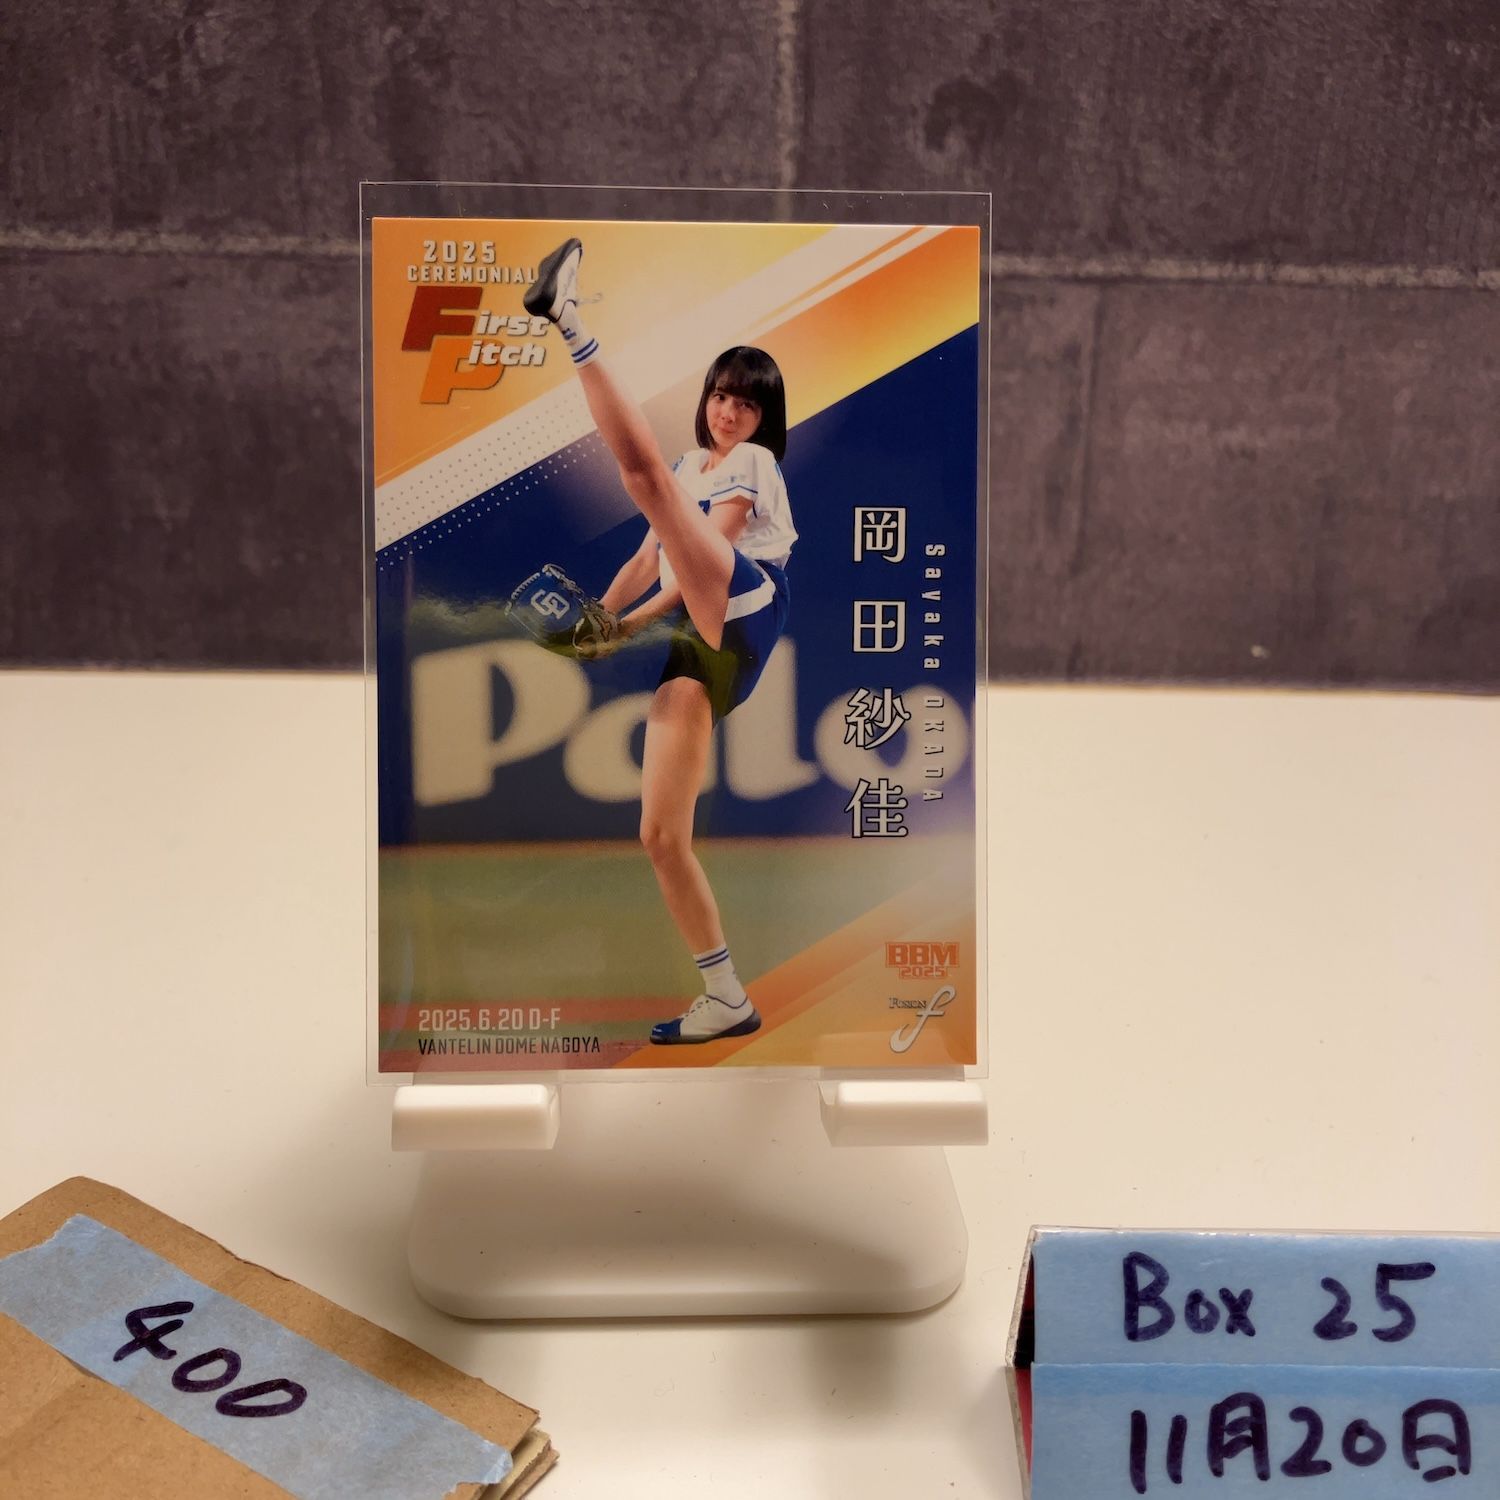 2025
CEREMONIAL
First
Pitch
岡田紗佳
Sayaka OKADA
CD
Palo
BBM
2025
FUSION
f
2025.6.20 D-F
VANTELIN DOME NAGOYA
400
Box 25
11月20日